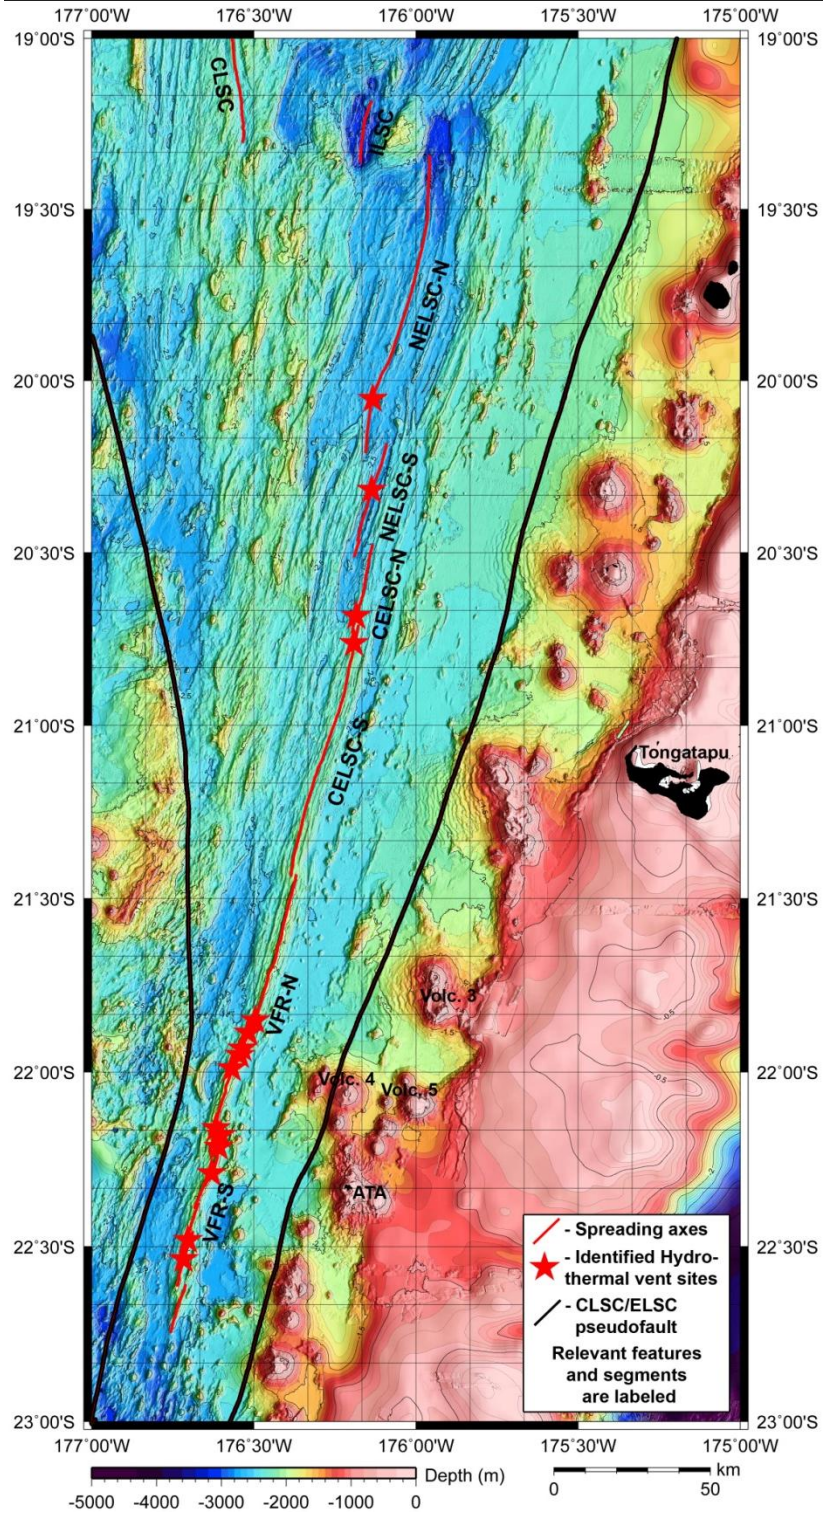 177°00'W 176.5°W 176°00'W 175.5°W 175°00'W
19°00'S 19°00'S
CLSC
ILSC
19°30'S 19°30'S
NELSC-N
20°00'S 20°00'S
NELSC-S
20°30'S 20°30'S
CELSC-N
21°00'S 21°00'S
CELSC-S
Tongatapu
21°30'S 21°30'S
VFR-N
Volc. 3
22°00'S 22°00'S
Volc. 4
Volc. 5
ATA
VFR-S
22°30'S 22°30'S
- Spreading axes
- Identified Hydro-
thermal vent sites
- CLSC/ELSC
pseudofault
Relevant features
and segments
are labeled
23°00'S 23°00'S
177°00'W 176.5°W 176°00'W 175.5°W 175°00'W
Depth (m)
-5000 -4000 -3000 -2000 -1000 0
km
0 50